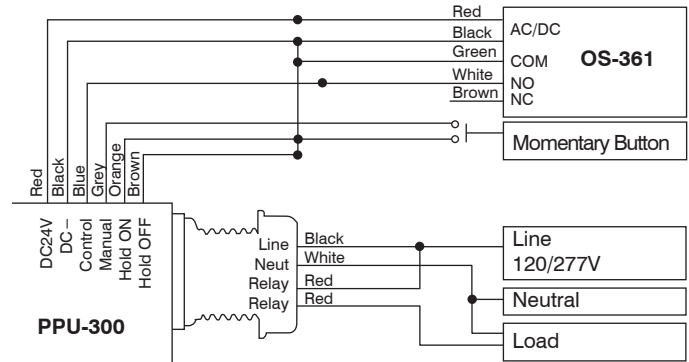 Red
Black
AC/DC
Green
COM
OS-361
White
NO
Brown
NC
Momentary Button
Red
Black
Blue
Grey
Orange
Brown
DC24V
DC –
Control
Manual
Hold ON
Hold OFF
PPU-300
Line
Black
Neut
White
Relay
Red
Relay
Red
Line
120/277V
Neutral
Load